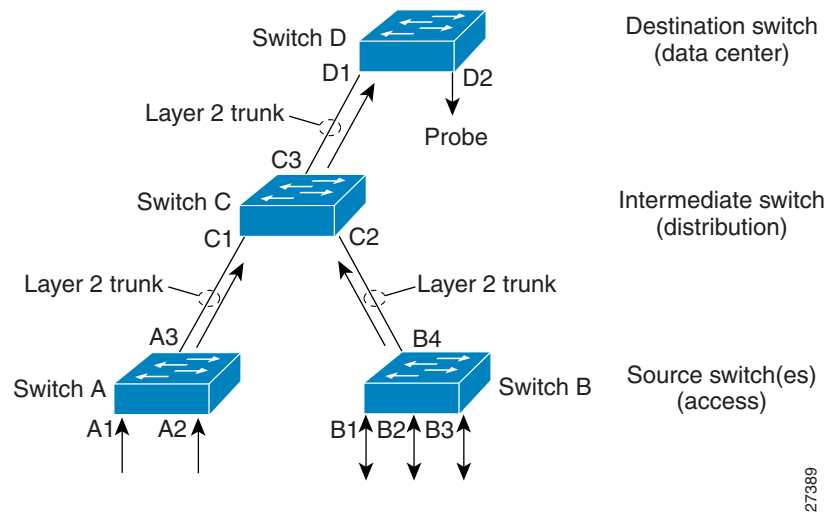 Switch D
Destination switch
(data center)
D1
D2
Layer 2 trunk
Probe
C3
Switch C
Intermediate switch
(distribution)
C1
C2
Layer 2 trunk
Layer 2 trunk
A3
B4
Switch A
Switch B
Source switch(es)
(access)
A1
A2
B1
B2
B3
27389